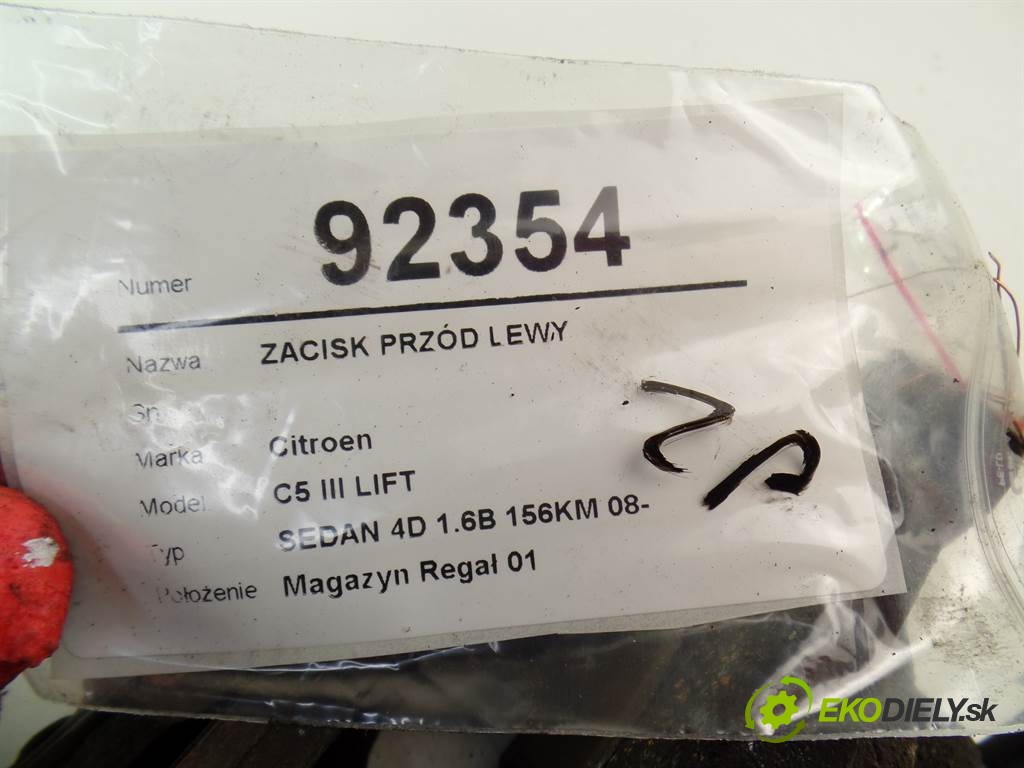 Numer 92354
Nazwa ZACISK PRZÓD LEWY
Marka Citroen
Model C5 III LIFT
Typ SEDAN 4D 1.6B 156KM 08-
Położenie Magazyn Regał 01
EKODIELY.sk